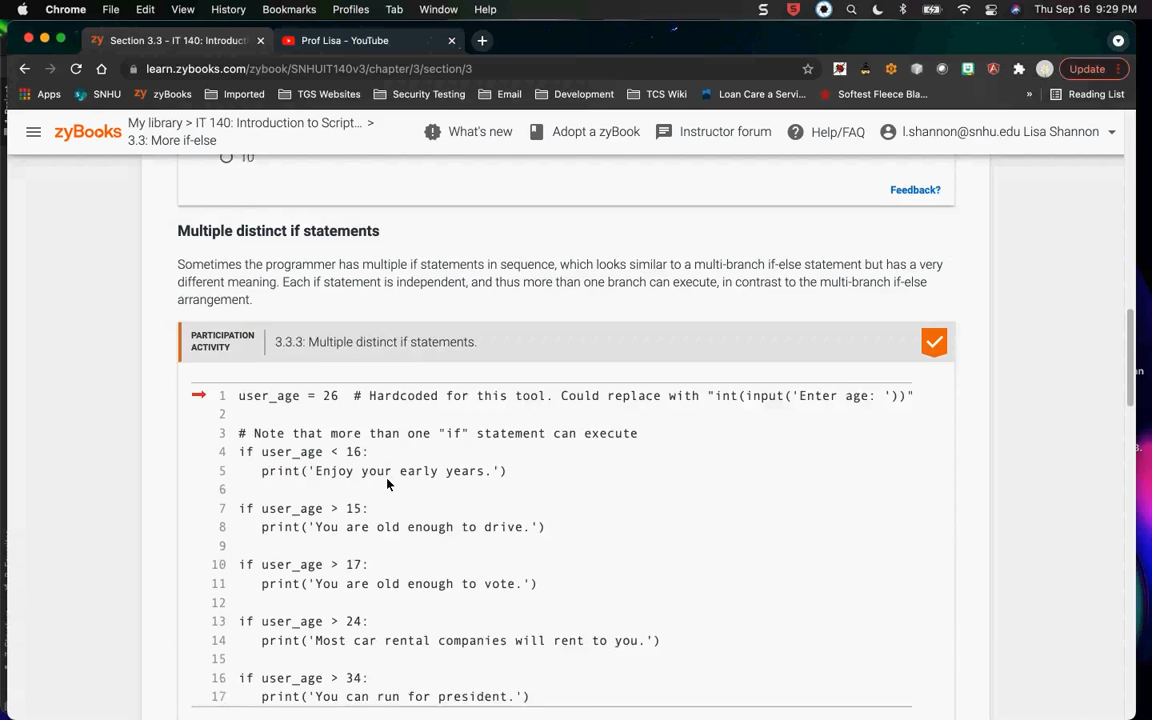 Chrome File Edit View History Bookmarks Profiles Tab Window Help Thu Sep 16 9:29 PM
zy Section 3.3 - IT 140: Introducti Prof Lisa - YouTube
learn.zybooks.com/zybook/SNHUIT140v3/chapter/3/section/3 Update
Apps SNHU zy zyBooks Imported TGS Websites Security Testing Email Development TCS Wiki Loan Care a Servi... Softest Fleece Bla... » Reading List
zyBooks My library > IT 140: Introduction to Script... > What's new Adopt a zyBook Instructor forum Help/FAQ l.shannon@snhu.edu Lisa Shannon
3.3: More if-else
10
Feedback?
Multiple distinct if statements
Sometimes the programmer has multiple if statements in sequence, which looks similar to a multi-branch if-else statement but has a very
different meaning. Each if statement is independent, and thus more than one branch can execute, in contrast to the multi-branch if-else
arrangement.
PARTICIPATION
ACTIVITY
3.3.3: Multiple distinct if statements.
1 user_age = 26 # Hardcoded for this tool. Could replace with "int(input('Enter age: '))"
2
3 # Note that more than one "if" statement can execute
4 if user_age < 16:
5 print('Enjoy your early years.')
6
7 if user_age > 15:
8 print('You are old enough to drive.')
9
10 if user_age > 17:
11 print('You are old enough to vote.')
12
13 if user_age > 24:
14 print('Most car rental companies will rent to you.')
15
16 if user_age > 34:
17 print('You can run for president.')